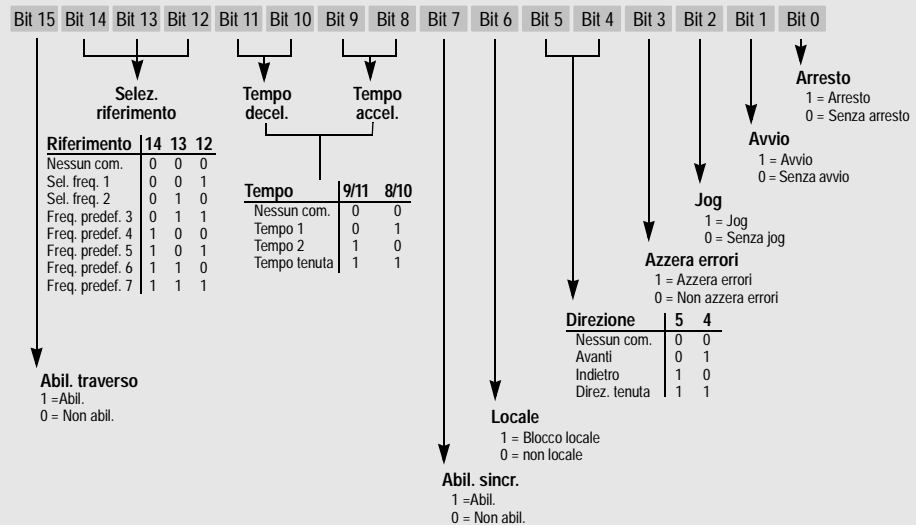 Bit 15 Bit 14 Bit 13 Bit 12 Bit 11 Bit 10 Bit 9 Bit 8 Bit 7 Bit 6 Bit 5 Bit 4 Bit 3 Bit 2 Bit 1 Bit 0
Arresto
1 = Arresto
0 = Senza arresto
Avvio
1 = Avvio
0 = Senza avvio
Jog
1 = Jog
0 = Senza jog
Azzera errori
1 = Azzera errori
0 = Non azzera errori
Selez.
riferimento
Riferimento 14 13 12
Nessun com. 0 0 0
Sel. freq. 1 0 0 1
Sel. freq. 2 0 1 0
Freq. predef. 3 0 1 1
Freq. predef. 4 1 0 0
Freq. predef. 5 1 0 1
Freq. predef. 6 1 1 0
Freq. predef. 7 1 1 1
Tempo
decel.
Tempo
accel.
Tempo 9/11 8/10
Nessun com. 0 0
Tempo 1 0 1
Tempo 2 1 0
Tempo tenuta 1 1
Direzione 5 4
Nessun com. 0 0
Avanti 0 1
Indietro 1 0
Direz. tenuta 1 1
Abil. traverso
1 =Abil.
0 = Non abil.
Locale
1 = Blocco locale
0 = non locale
Abil. sincr.
1 =Abil.
0 = Non abil.